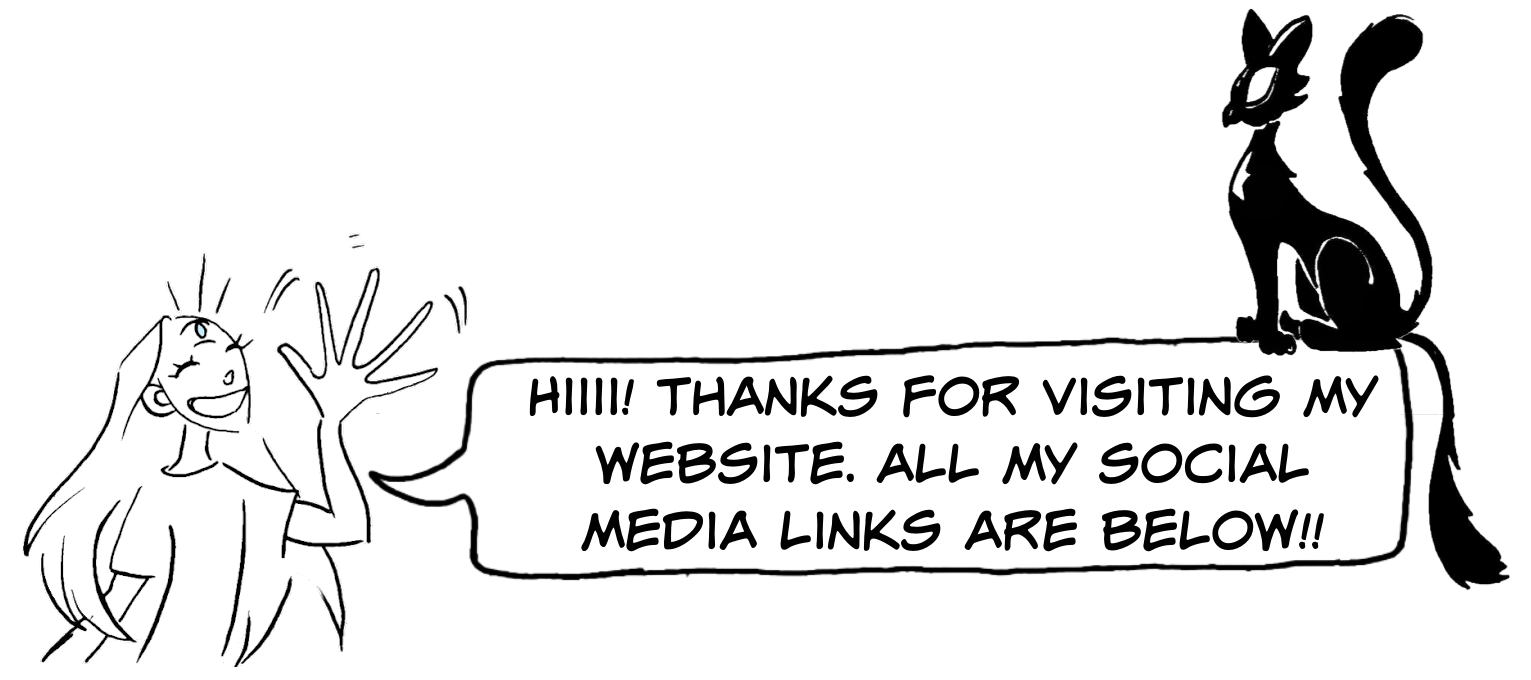 HIIII! THANKS FOR VISITING MY
WEBSITE. ALL MY SOCIAL
MEDIA LINKS ARE BELOW!!